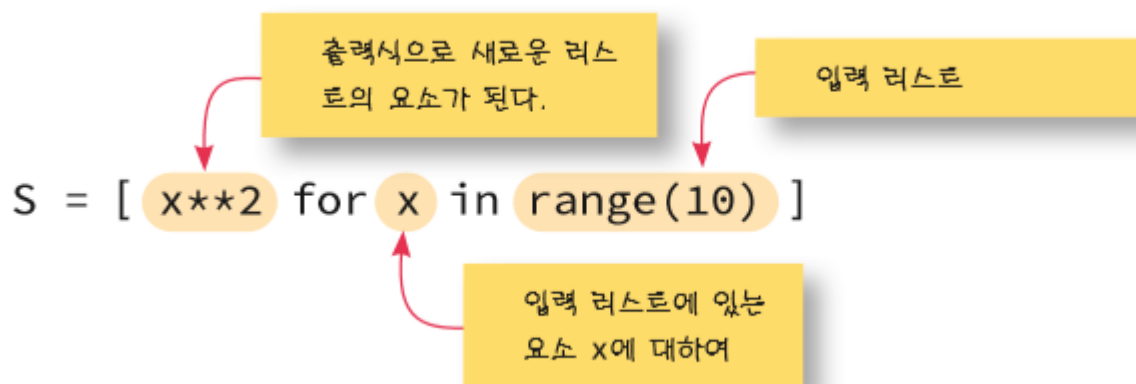 출력식으로 새로운 리스
트의 요소가 된다.
입력 리스트
S = [ x**2 for x in range(10) ]
입력 리스트에 있는
요소 x에 대하여